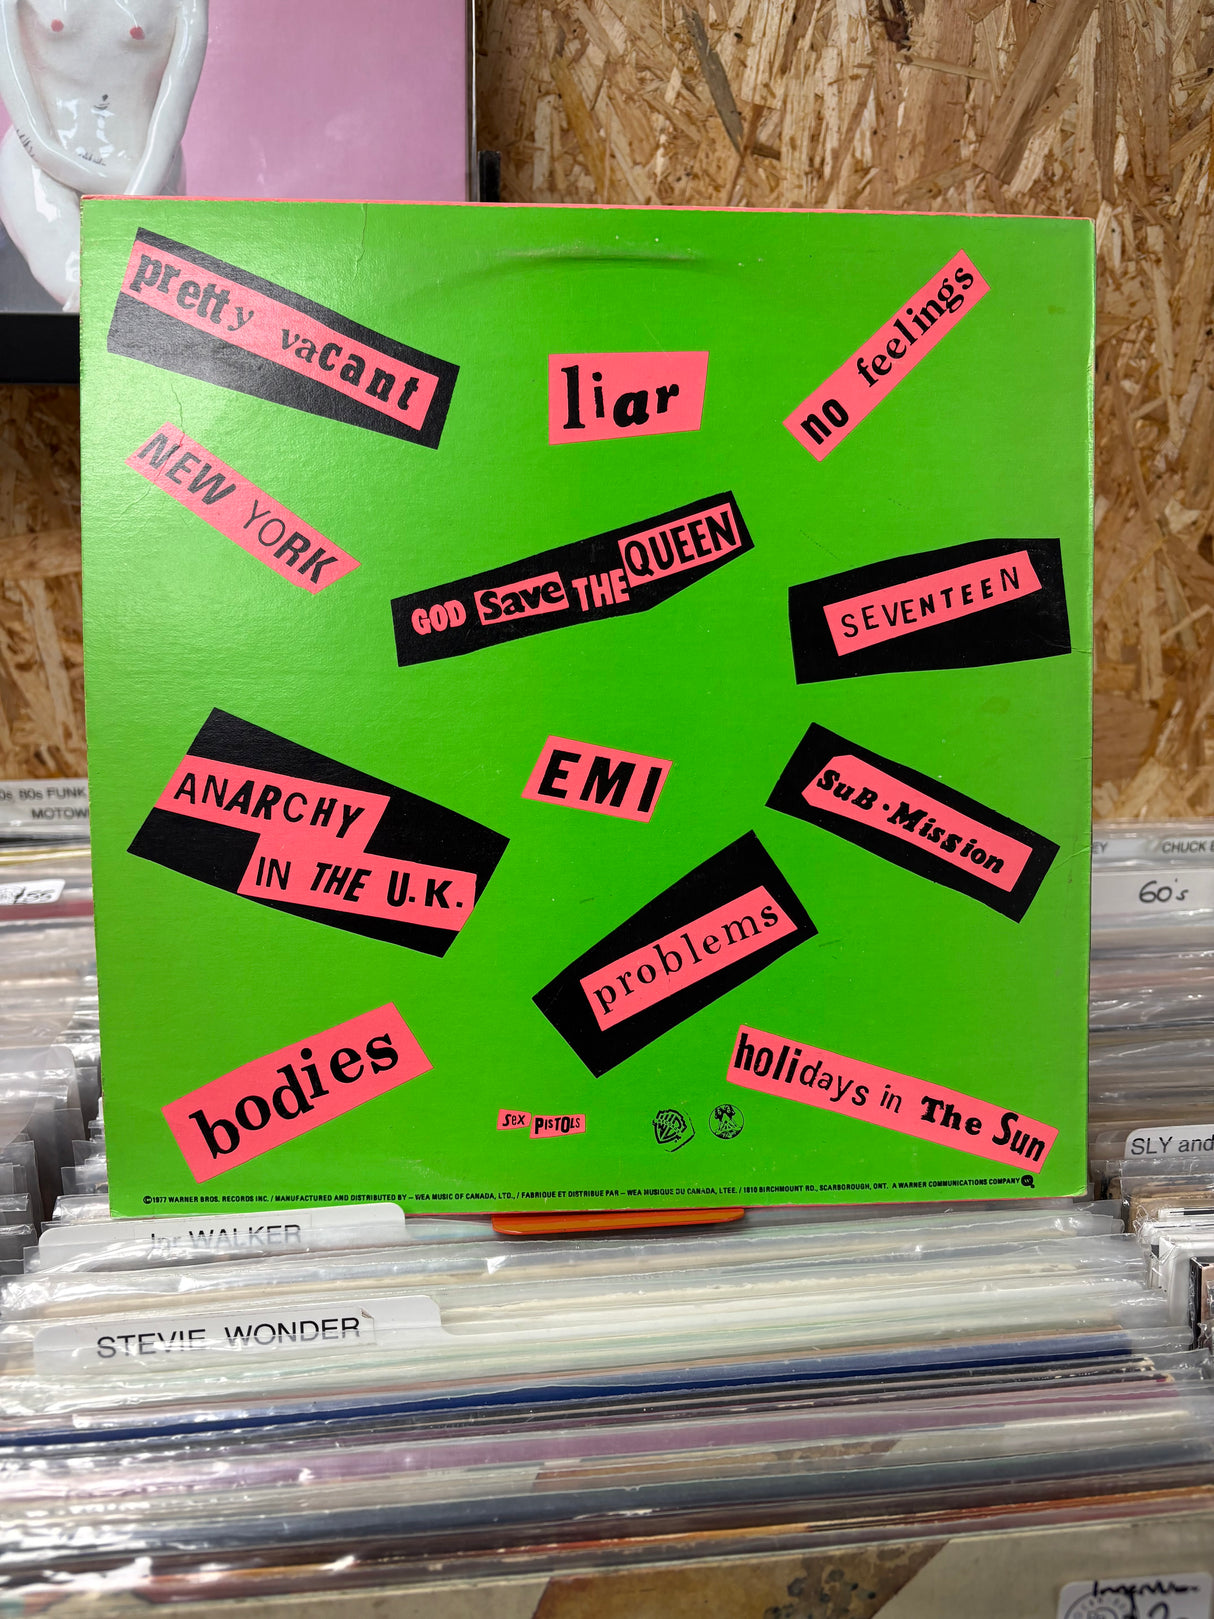 pretty vacant
liar
no feelings
NEW YORK
GOD Save THE QUEEN
SEVENTEEN
ANARCHY
IN THE U.K.
EMI
SUB·Mission
problems
bodies
holidays in The Sun
Sex PISTOLS
©1977 WARNER BROS. RECORDS INC. / MANUFACTURED AND DISTRIBUTED BY – WEA MUSIC OF CANADA, LTD., / FABRIQUE ET DISTRIBUE PAR – WEA MUSIQUE DU CANADA, LTEE. / 1810 BIRCHMOUNT RD., SCARBOROUGH, ONT. A WARNER COMMUNICATIONS COMPANY
80s FUNK
MOTOW
CHUCK
60's
SLY and
Jnr WALKER
STEVIE WONDER